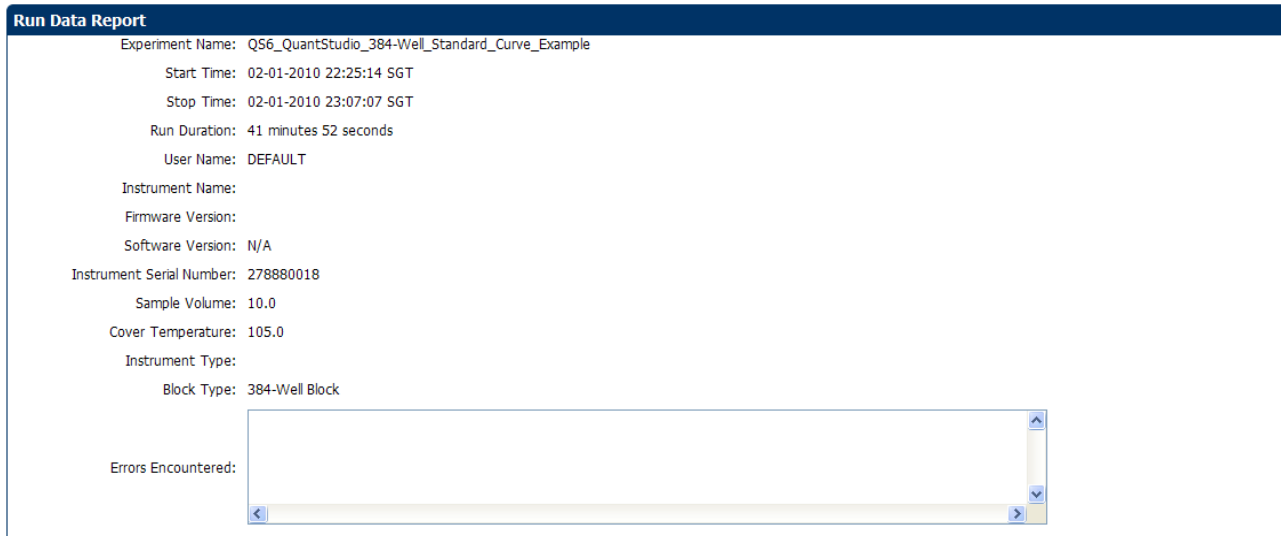 Run Data Report
Experiment Name: QS6_QuantStudio_384-Well_Standard_Curve_Example
Start Time: 02-01-2010 22:25:14 SGT
Stop Time: 02-01-2010 23:07:07 SGT
Run Duration: 41 minutes 52 seconds
User Name: DEFAULT
Instrument Name:
Firmware Version:
Software Version: N/A
Instrument Serial Number: 278880018
Sample Volume: 10.0
Cover Temperature: 105.0
Instrument Type:
Block Type: 384-Well Block
Errors Encountered: